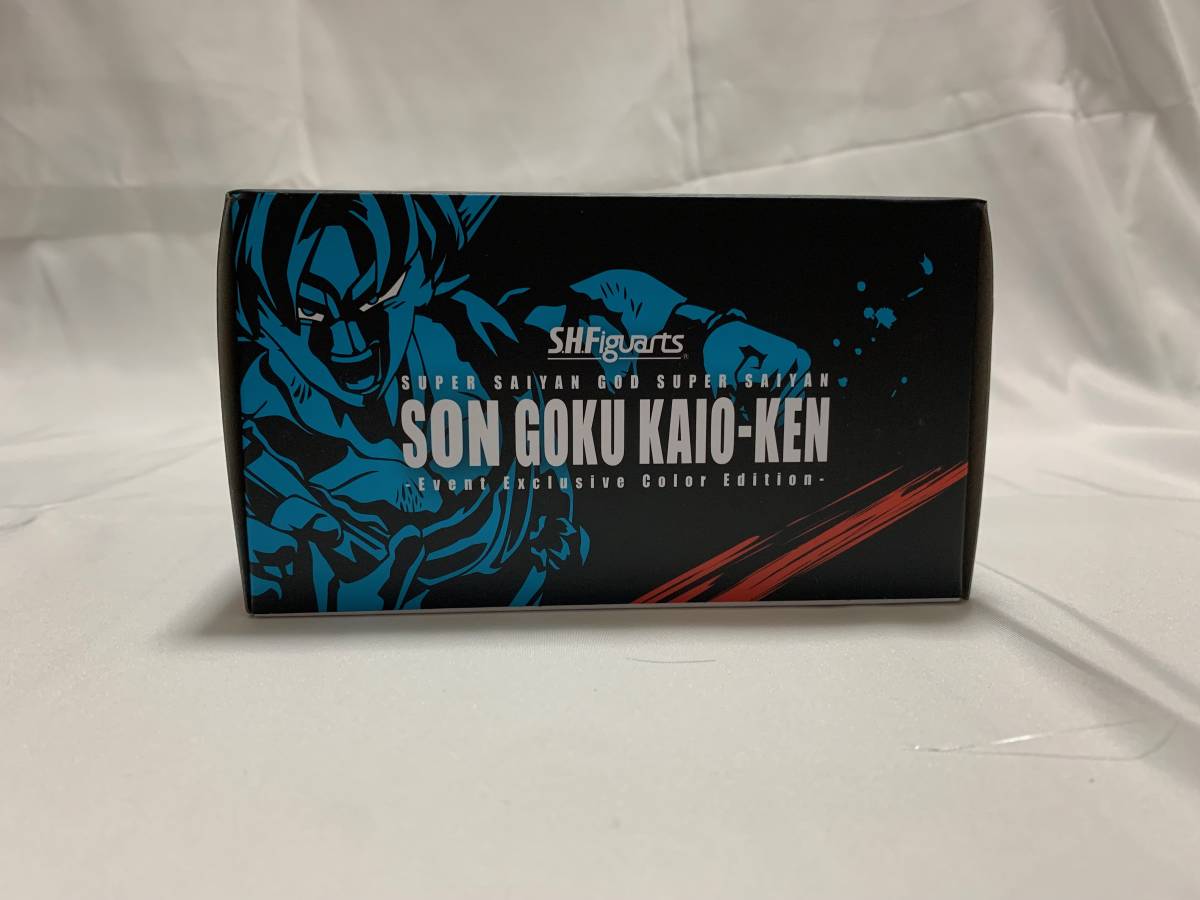 S.H.Figuarts®
SUPER SAIYAN GOD SUPER SAIYAN
SON GOKU KAIO-KEN
-Event Exclusive Color Edition-